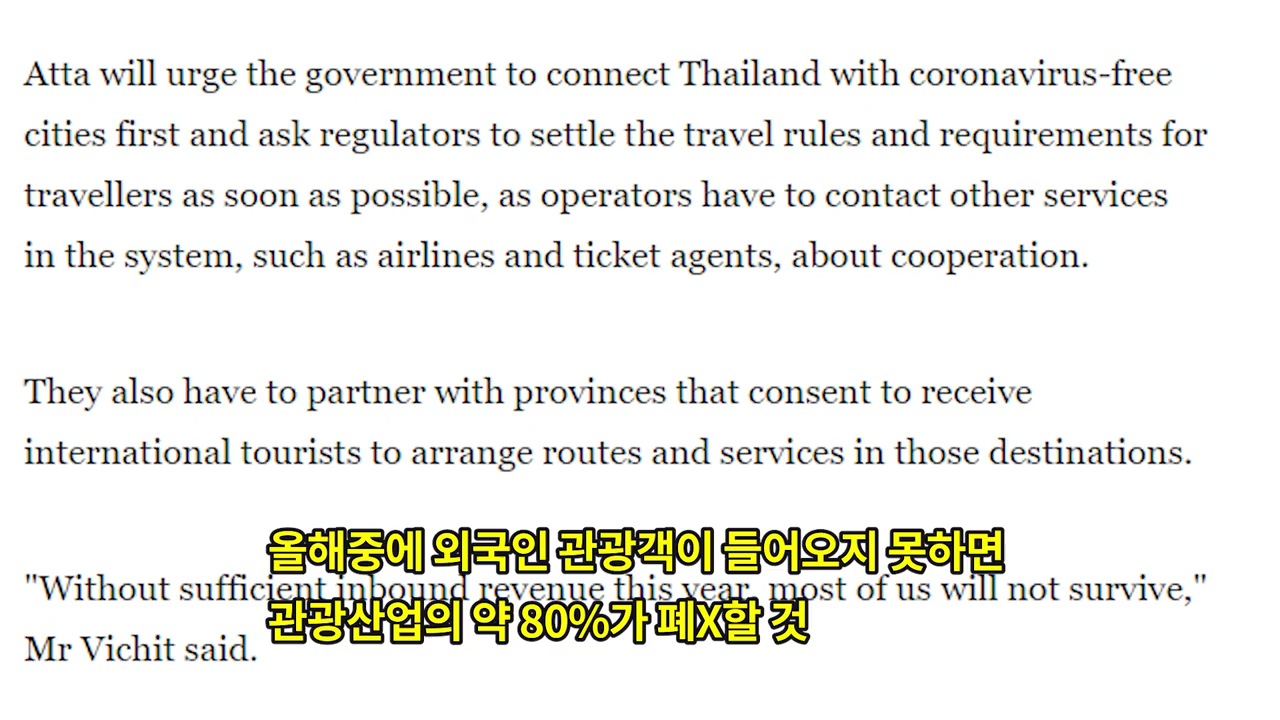 Atta will urge the government to connect Thailand with coronavirus-free
cities first and ask regulators to settle the travel rules and requirements for
travellers as soon as possible, as operators have to contact other services
in the system, such as airlines and ticket agents, about cooperation.
They also have to partner with provinces that consent to receive
international tourists to arrange routes and services in those destinations.
올해중에 외국인 관광객이 들어오지 못하면
"Without sufficient inbound revenue this year, most of us will not survive,"
관광산업의 약 80%가 폐X할 것
Mr Vichit said.